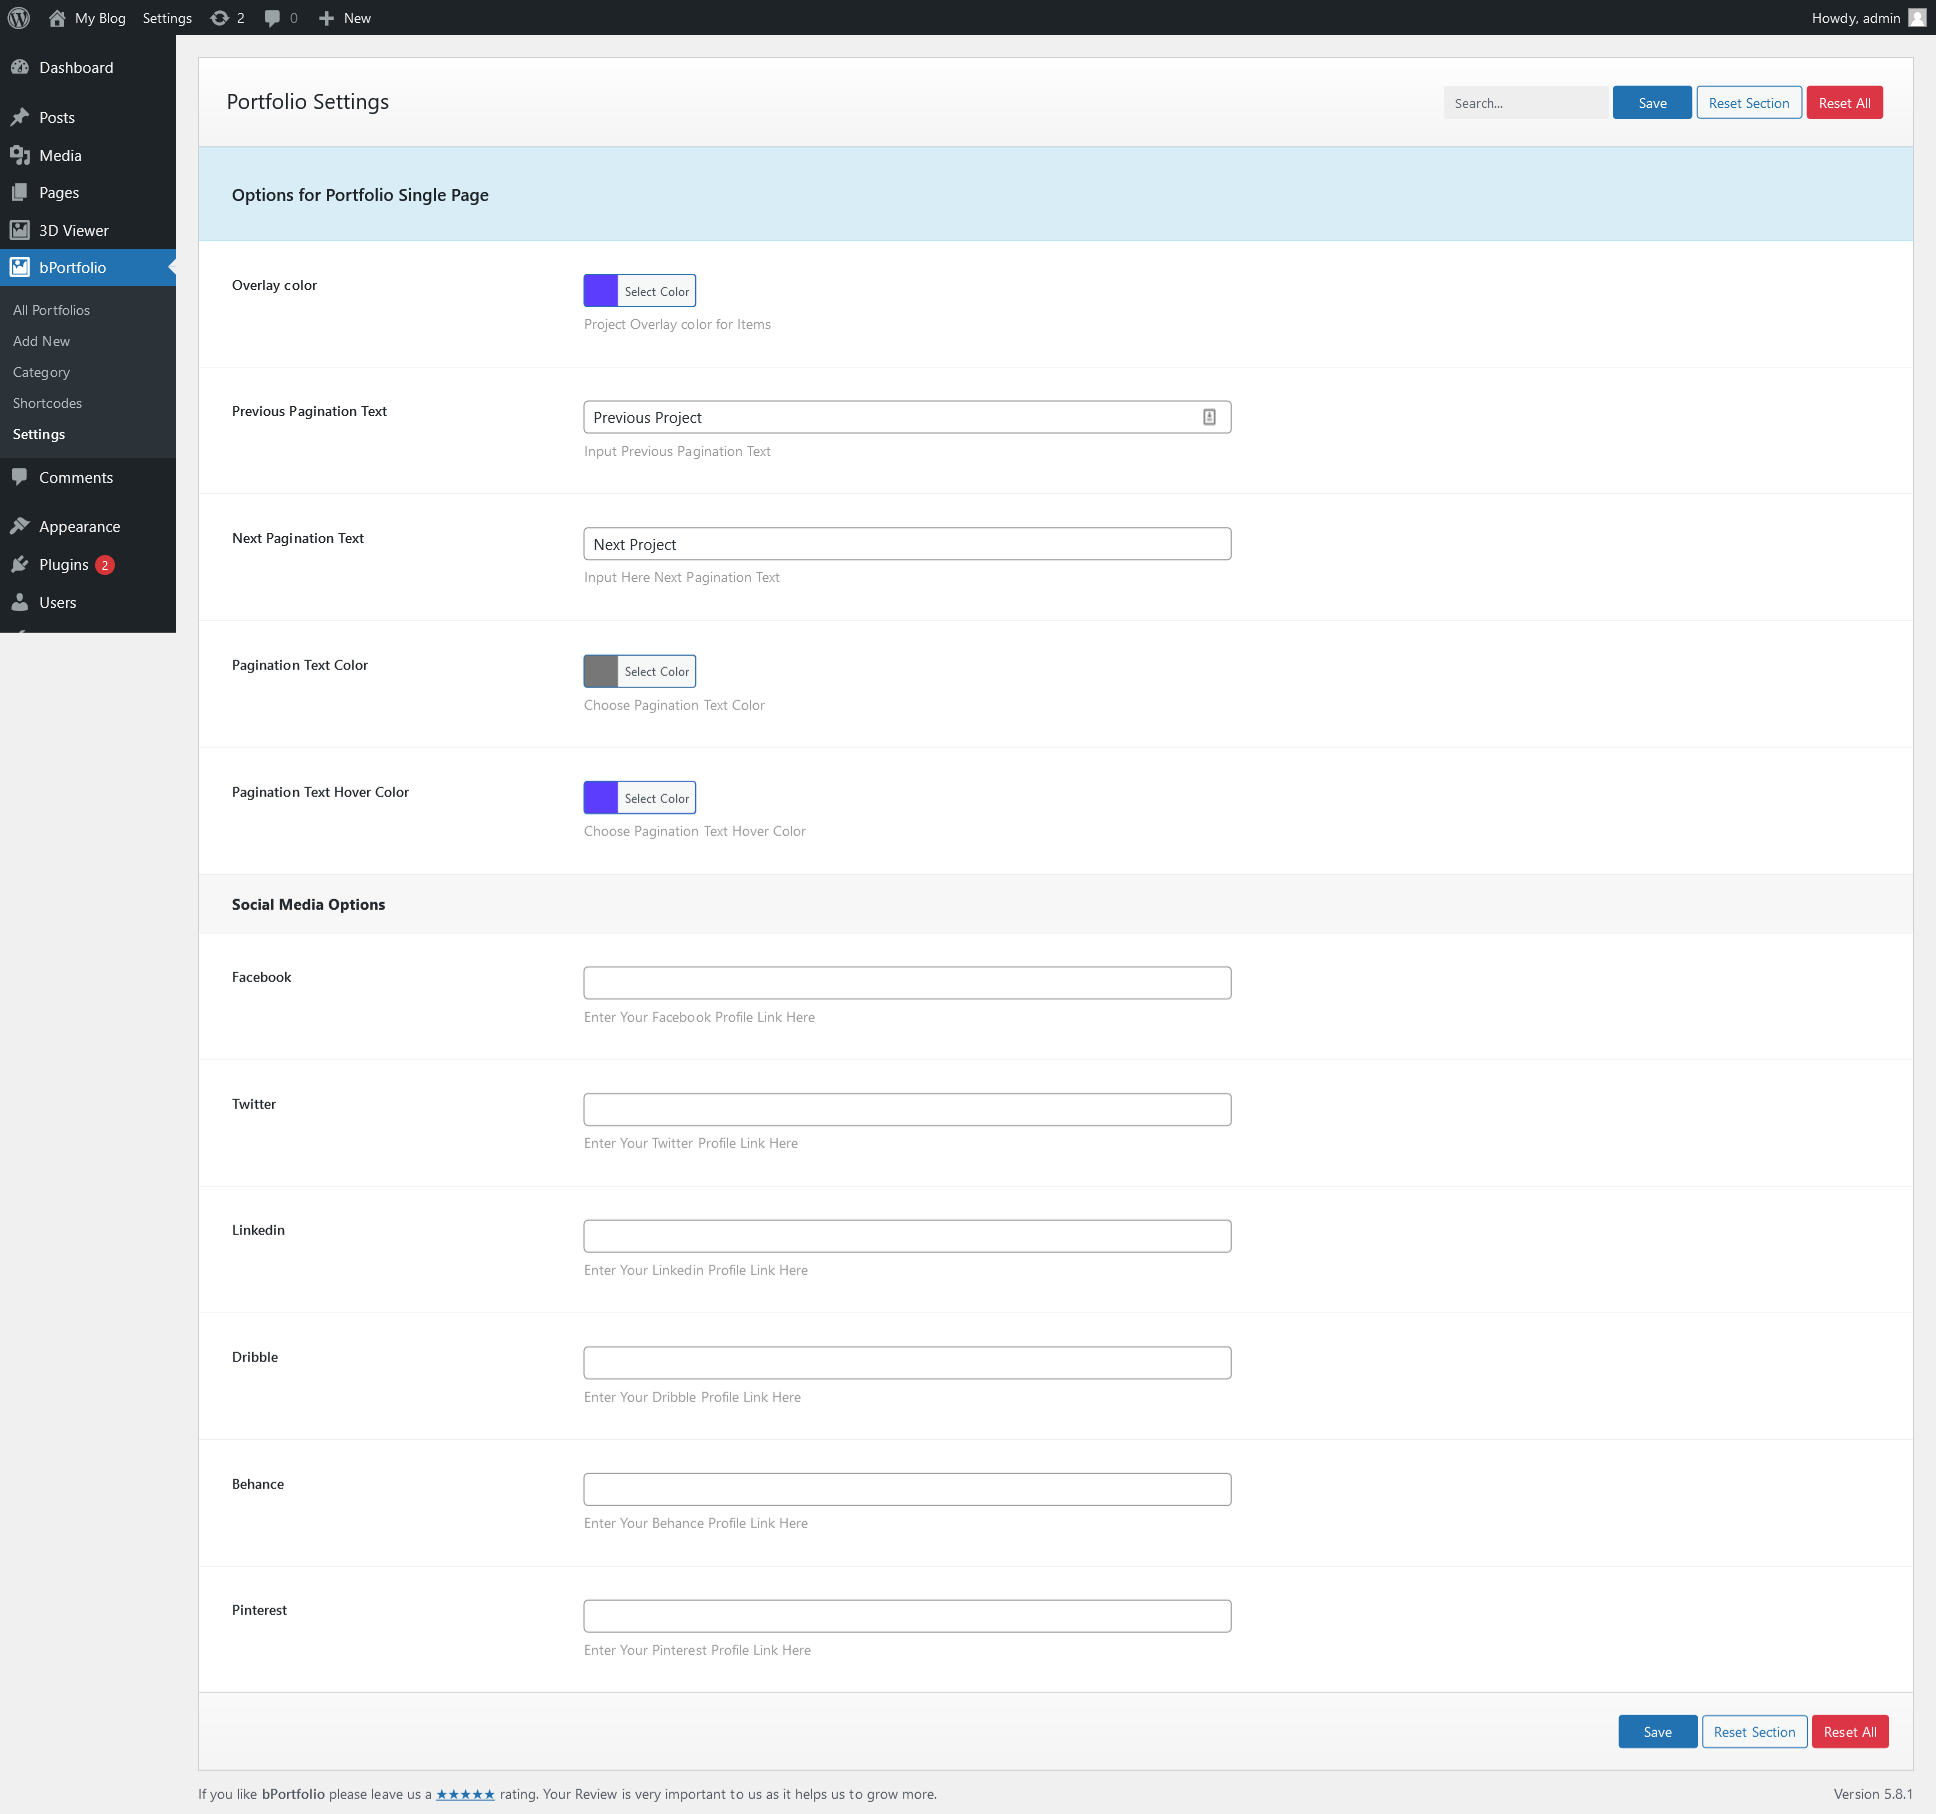 My Blog Settings 2 0 New Howdy, admin
Dashboard
Posts
Media
Pages
3D Viewer
bPortfolio
All Portfolios
Add New
Category
Shortcodes
Settings
Comments
Appearance
Plugins 2
Users
Portfolio Settings Search... Save Reset Section Reset All
Options for Portfolio Single Page
Overlay color Select Color
Project Overlay color for Items
Previous Pagination Text Previous Project
Input Previous Pagination Text
Next Pagination Text Next Project
Input Here Next Pagination Text
Pagination Text Color Select Color
Choose Pagination Text Color
Pagination Text Hover Color Select Color
Choose Pagination Text Hover Color
Social Media Options
Facebook
Enter Your Facebook Profile Link Here
Twitter
Enter Your Twitter Profile Link Here
Linkedin
Enter Your Linkedin Profile Link Here
Dribble
Enter Your Dribble Profile Link Here
Behance
Enter Your Behance Profile Link Here
Pinterest
Enter Your Pinterest Profile Link Here
Save Reset Section Reset All
If you like bPortfolio please leave us a ★★★★★ rating. Your Review is very important to us as it helps us to grow more. Version 5.8.1